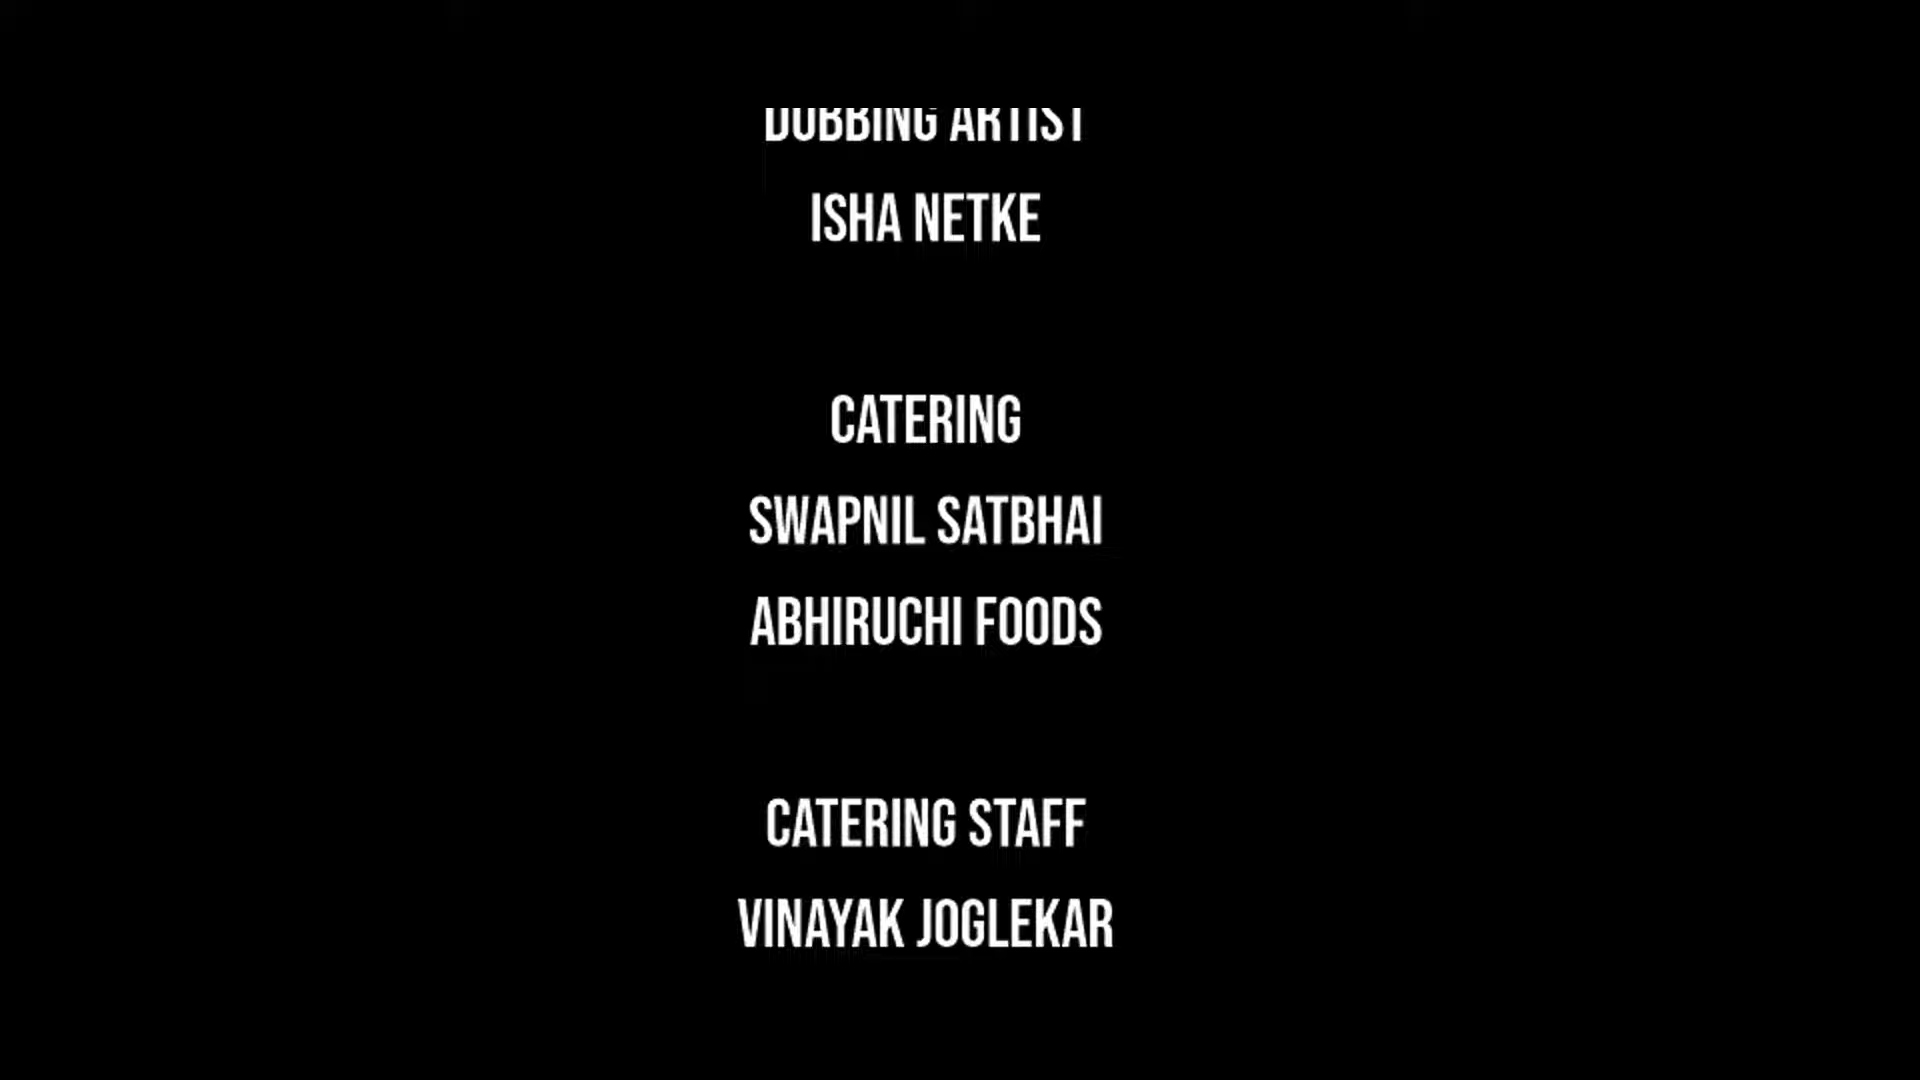 DUBBING ARTIST
ISHA NETKE
CATERING
SWAPNIL SATBHAI
ABHIRUCHI FOODS
CATERING STAFF
VINAYAK JOGLEKAR